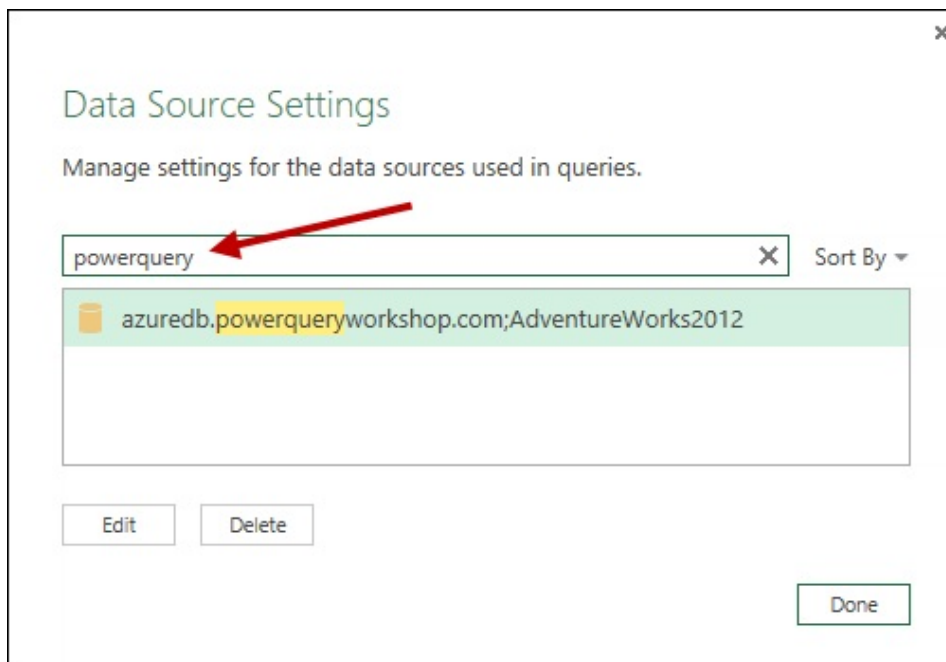 Data Source Settings
Manage settings for the data sources used in queries.
powerquery
Sort By
azuredb.powerqueryworkshop.com;AdventureWorks2012
Edit Delete
Done